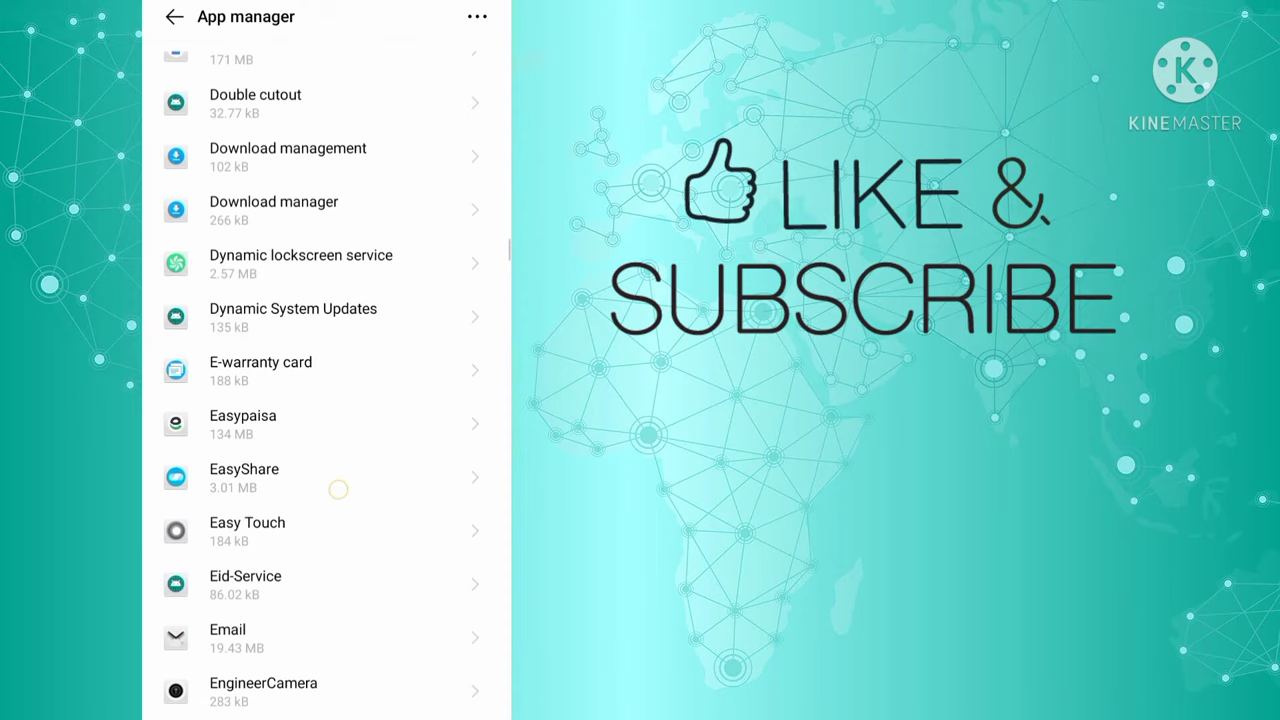 App manager
171 MB
Double cutout
32.77 kB
Download management
102 kB
Download manager
266 kB
Dynamic lockscreen service
2.57 MB
Dynamic System Updates
135 kB
E-warranty card
188 kB
Easypaisa
134 MB
EasyShare
3.01 MB
Easy Touch
184 kB
Eid-Service
86.02 kB
Email
19.43 MB
EngineerCamera
283 kB
LIKE &
SUBSCRIBE
K
KINEMASTER